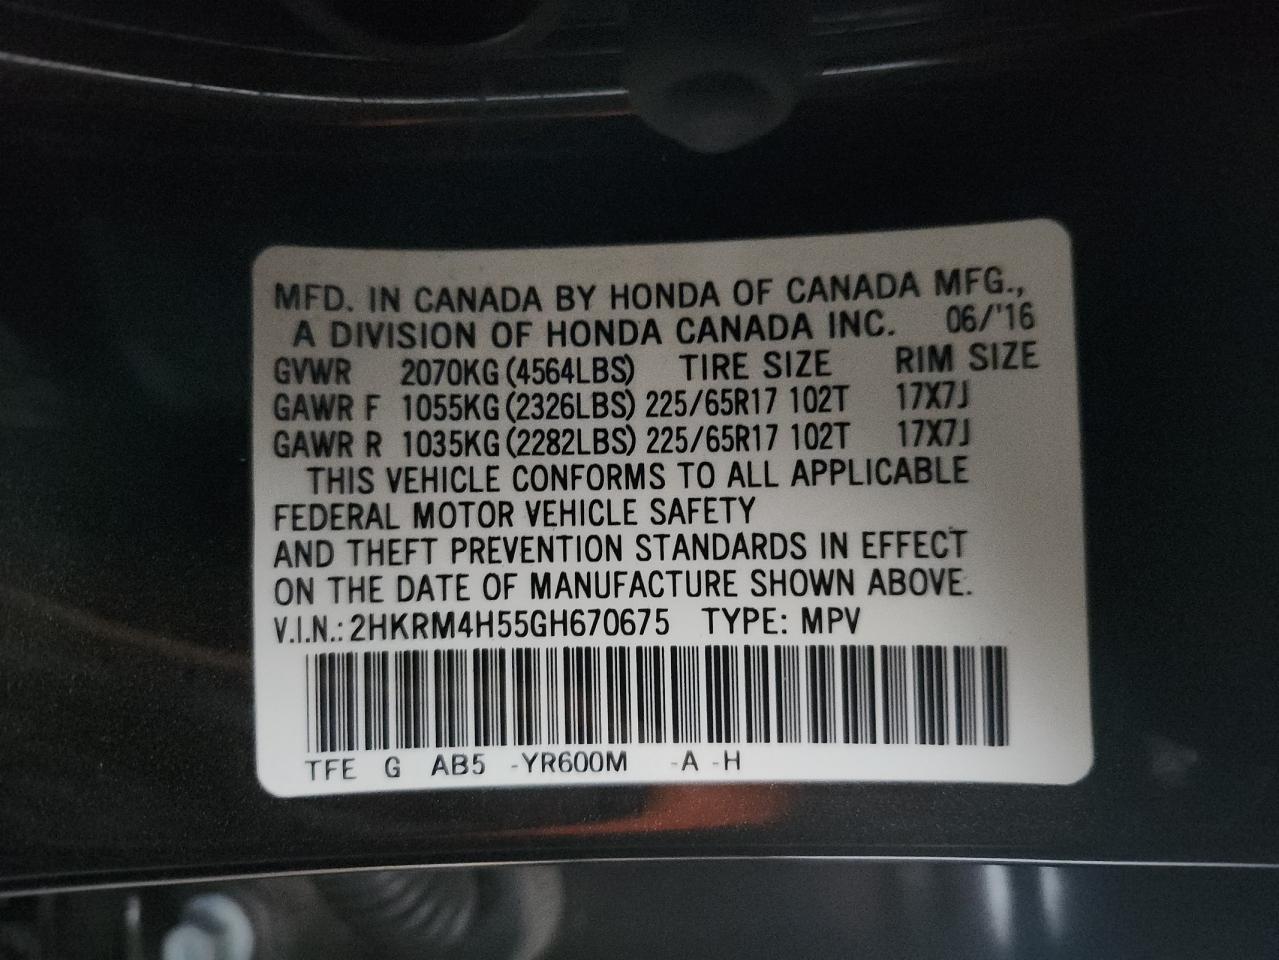 MFD. IN CANADA BY HONDA OF CANADA MFG.,
A DIVISION OF HONDA CANADA INC. 06/'16
GVWR 2070KG (4564LBS) TIRE SIZE RIM SIZE
GAWR F 1055KG (2326LBS) 225/65R17 102T 17X7J
GAWR R 1035KG (2282LBS) 225/65R17 102T 17X7J
THIS VEHICLE CONFORMS TO ALL APPLICABLE
FEDERAL MOTOR VEHICLE SAFETY
AND THEFT PREVENTION STANDARDS IN EFFECT
ON THE DATE OF MANUFACTURE SHOWN ABOVE.
V.I.N.: 2HKRM4H55GH670675 TYPE: MPV
TFE G AB5 -YR600M -A -H